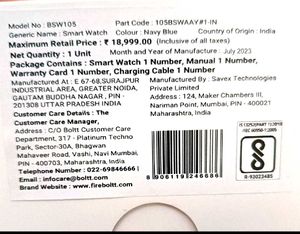 Model No. : BSW105 Part Code : 105BSWAAY#1-IN
Generic Name : Smart Watch Colour : Navy Blue Country of Origin : India
Maximum Retail Price : ₹ 18,999.00 (Inclusive of all taxes)
Net Quantity : 1 Unit Month and Year of Manufacture : July 2023
Package Contains : Smart Watch 1 Number, Manual 1 Number,
Warranty Card 1 Number, Charging Cable 1 Number
Manufactured At : E 67-68,SURAJPUR
INDUSTRIAL AREA, GREATER NOIDA,
GAUTAM BUDDHA NAGAR , PIN -
201308 UTTAR PRADESH INDIA
Marketed By : Savex Technologies
Private Limited
Address : 124, Maker Chambers III,
Nariman Point, Mumbai, PIN - 400021
Maharashtra, India
Customer Care Details : The
Customer Care Manager,
Address : C/O Boltt Customer Care
Department, 317 - Platinum Techno
Park, Sector-30A, Bhagwan
Mahaveer Road, Vashi, Navi Mumbai,
PIN - 400703, Maharashtra, India
Telephone Number : 022-69846666
Email : infocare@boltt.com
Brand Website : www.fireboltt.com
8 906119 246686
R-93023485